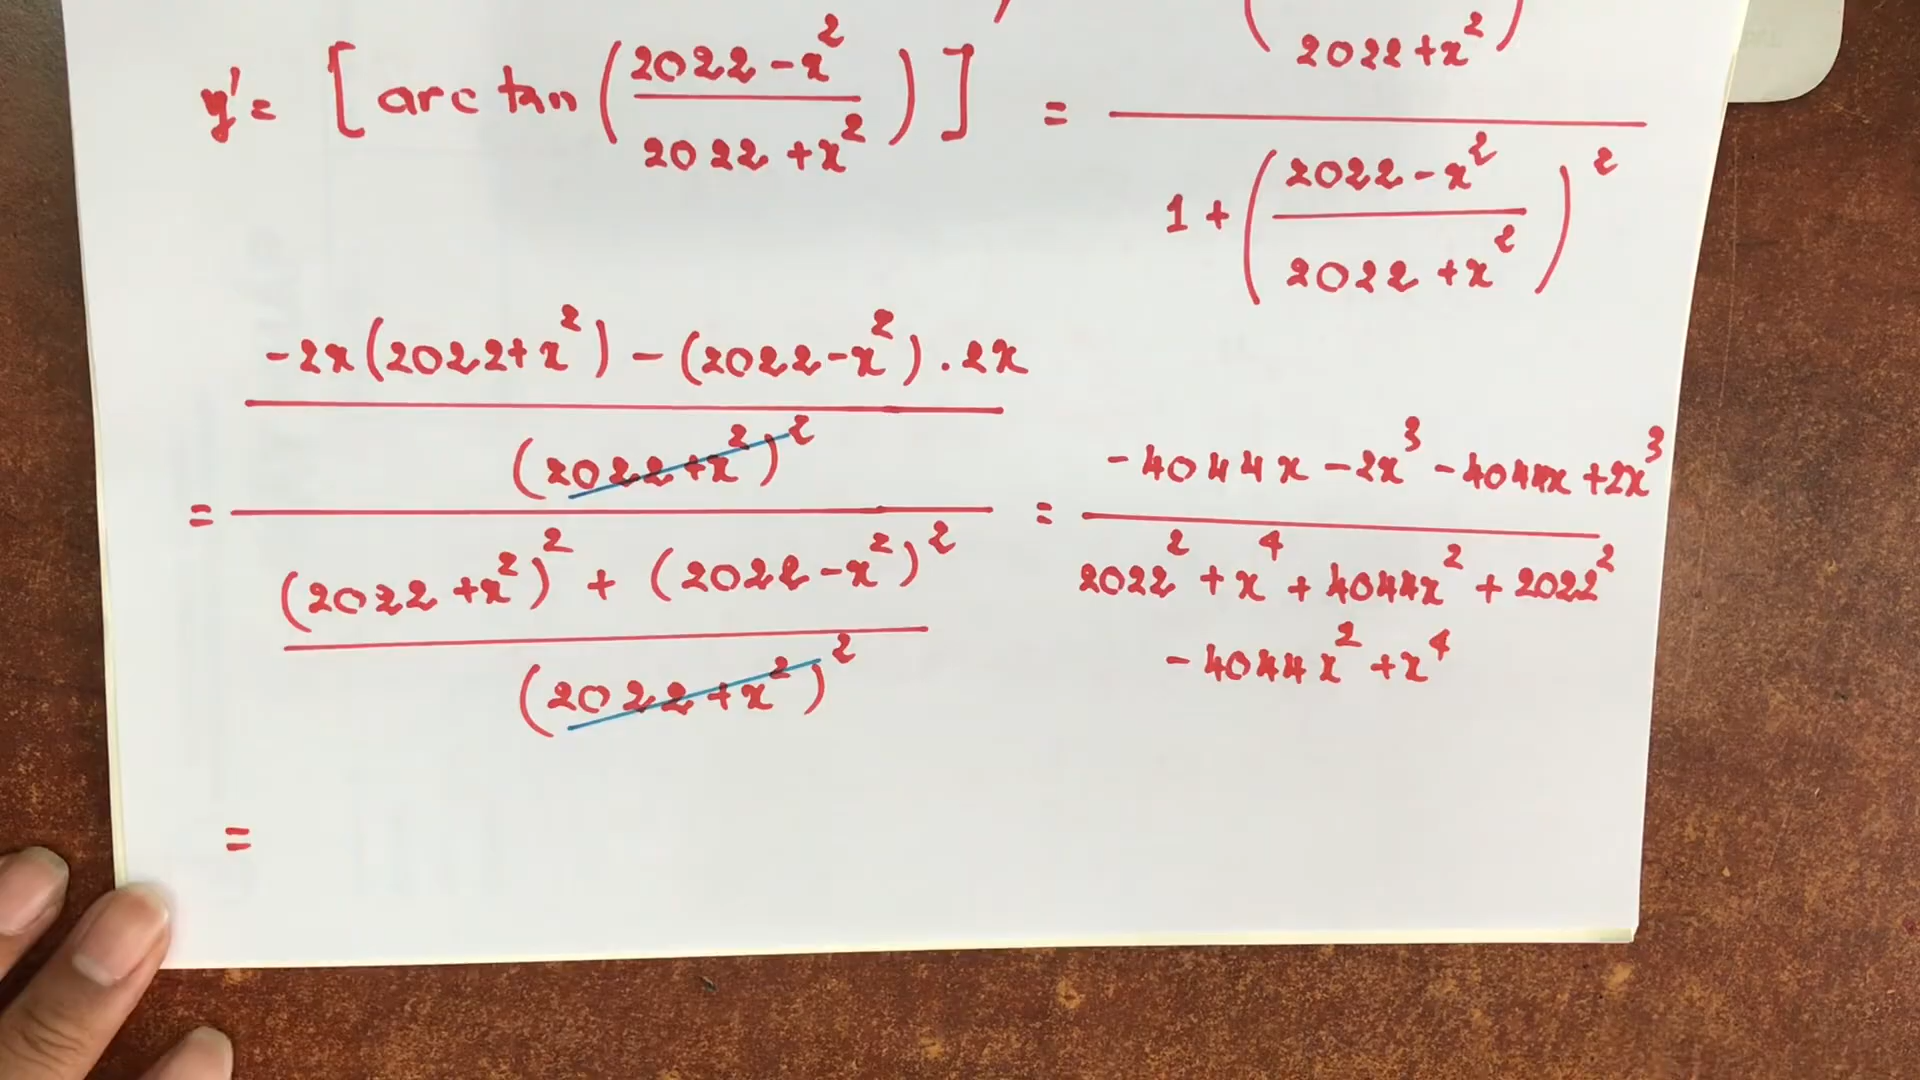 y' = [arc tan (2022 - x² / 2022 + x²)]' = (2022 + x²) / 1 + (2022 - x² / 2022 + x²)²
= -2x(2022 + x²) - (2022 - x²) . 2x / (2022 + x²)² / (2022 + x²)² + (2022 - x²)² / (2022 + x²)²
= -4044x - 2x³ - 4044x + 2x³ / 2022² + x⁴ + 4044x² + 2022²
- 4044x² + x⁴
=